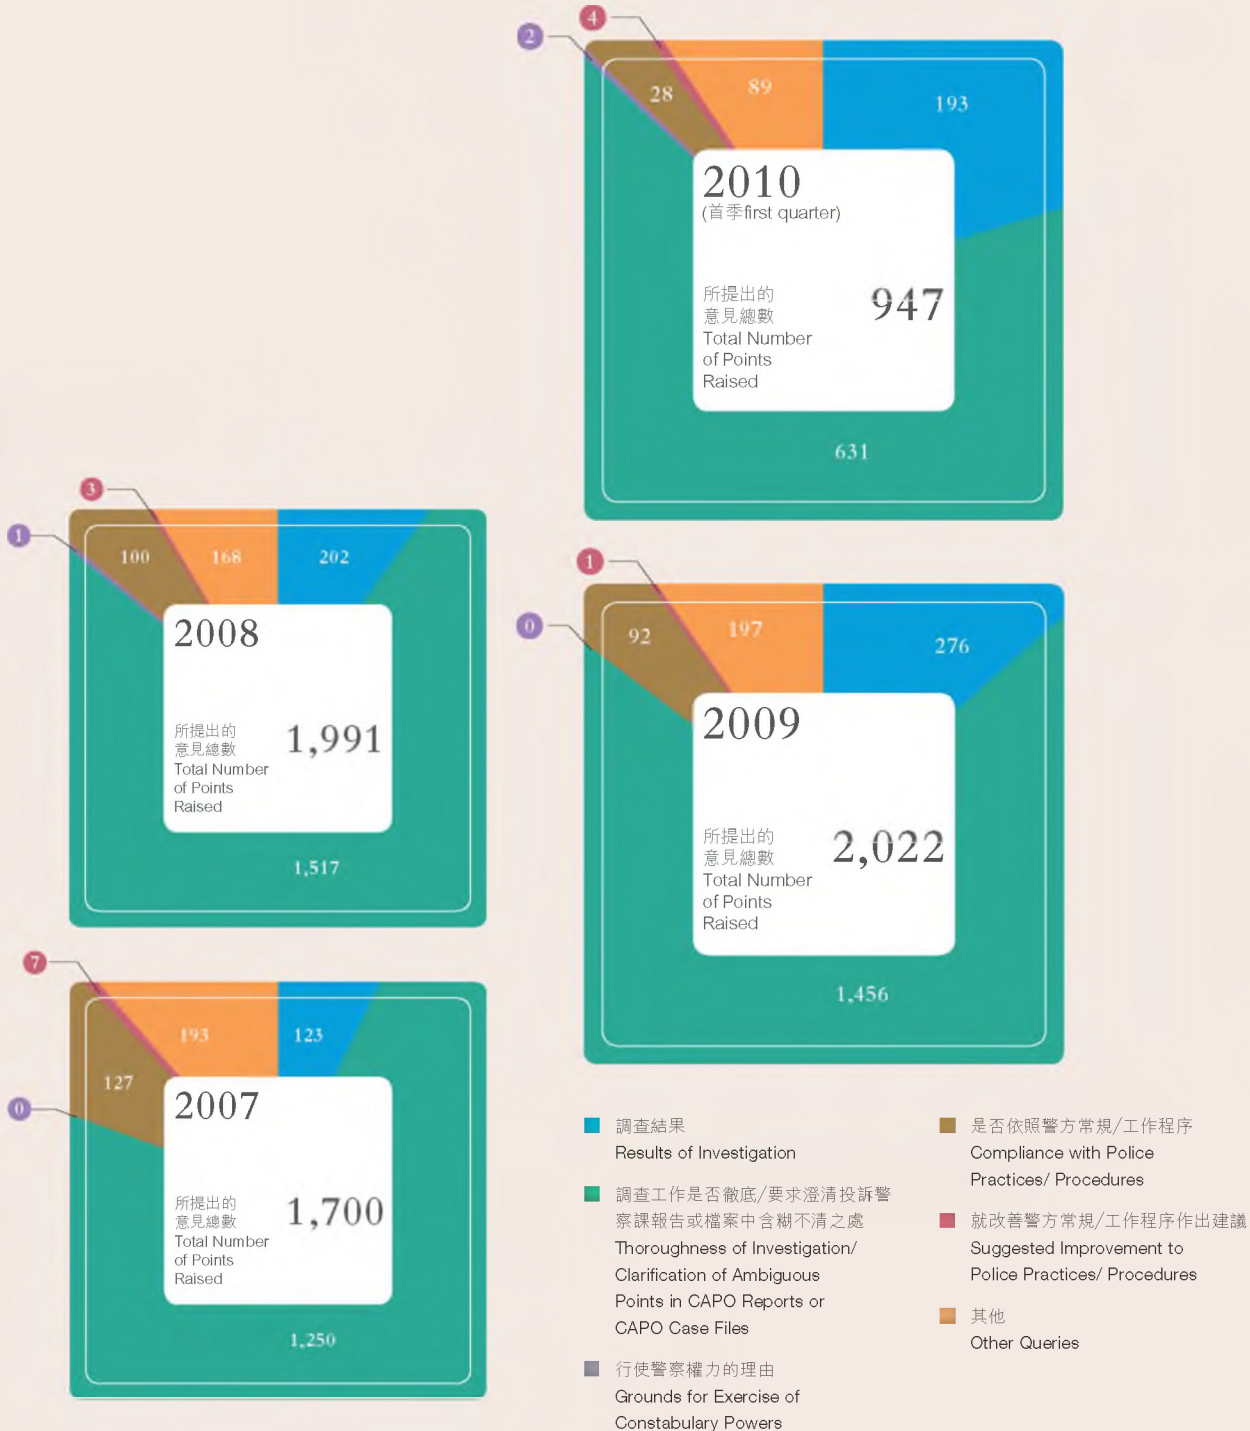 4
2
28
89
193
2010
(首季first quarter)
所提出的
意見總數
Total Number
of Points
Raised
947
631
3
1
100
168
202
2008
所提出的
意見總數
Total Number
of Points
Raised
1,991
1,517
1
0
92
197
276
2009
所提出的
意見總數
Total Number
of Points
Raised
2,022
1,456
7
0
127
193
123
2007
所提出的
意見總數
Total Number
of Points
Raised
1,700
1,250
調查結果
Results of Investigation
調查工作是否徹底/要求澄清投訴警
察課報告或檔案中含糊不清之處
Thoroughness of Investigation/
Clarification of Ambiguous
Points in CAPO Reports or
CAPO Case Files
行使警察權力的理由
Grounds for Exercise of
Constabulary Powers
是否依照警方常規/工作程序
Compliance with Police
Practices/ Procedures
就改善警方常規/工作程序作出建議
Suggested Improvement to
Police Practices/ Procedures
其他
Other Queries